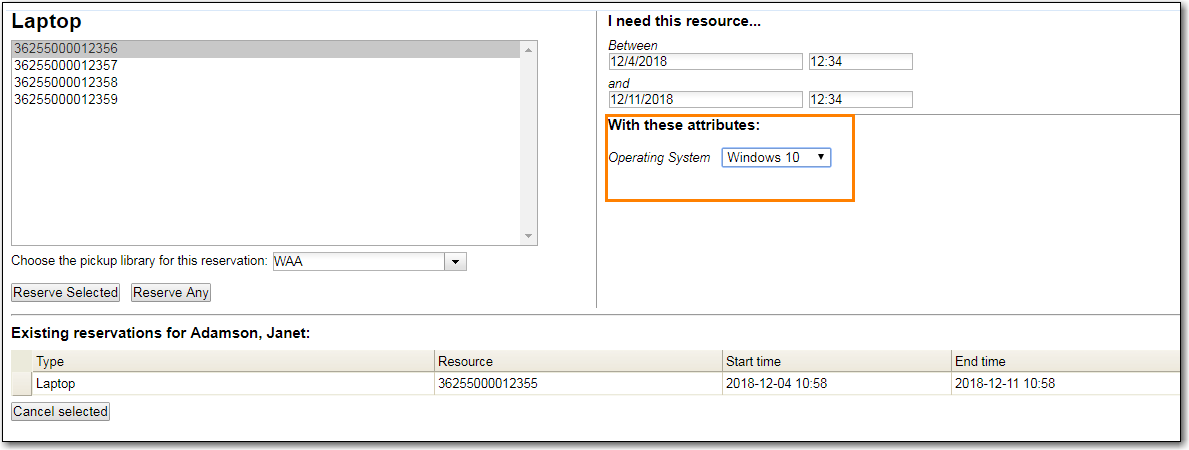 Laptop
36255000012356
36255000012357
36255000012358
36255000012359
Choose the pickup library for this reservation: WAA
Reserve Selected Reserve Any
I need this resource...
Between
12/4/2018 12:34
and
12/11/2018 12:34
With these attributes:
Operating System Windows 10
Existing reservations for Adamson, Janet:
Type Resource Start time End time
Laptop 36255000012355 2018-12-04 10:58 2018-12-11 10:58
Cancel selected